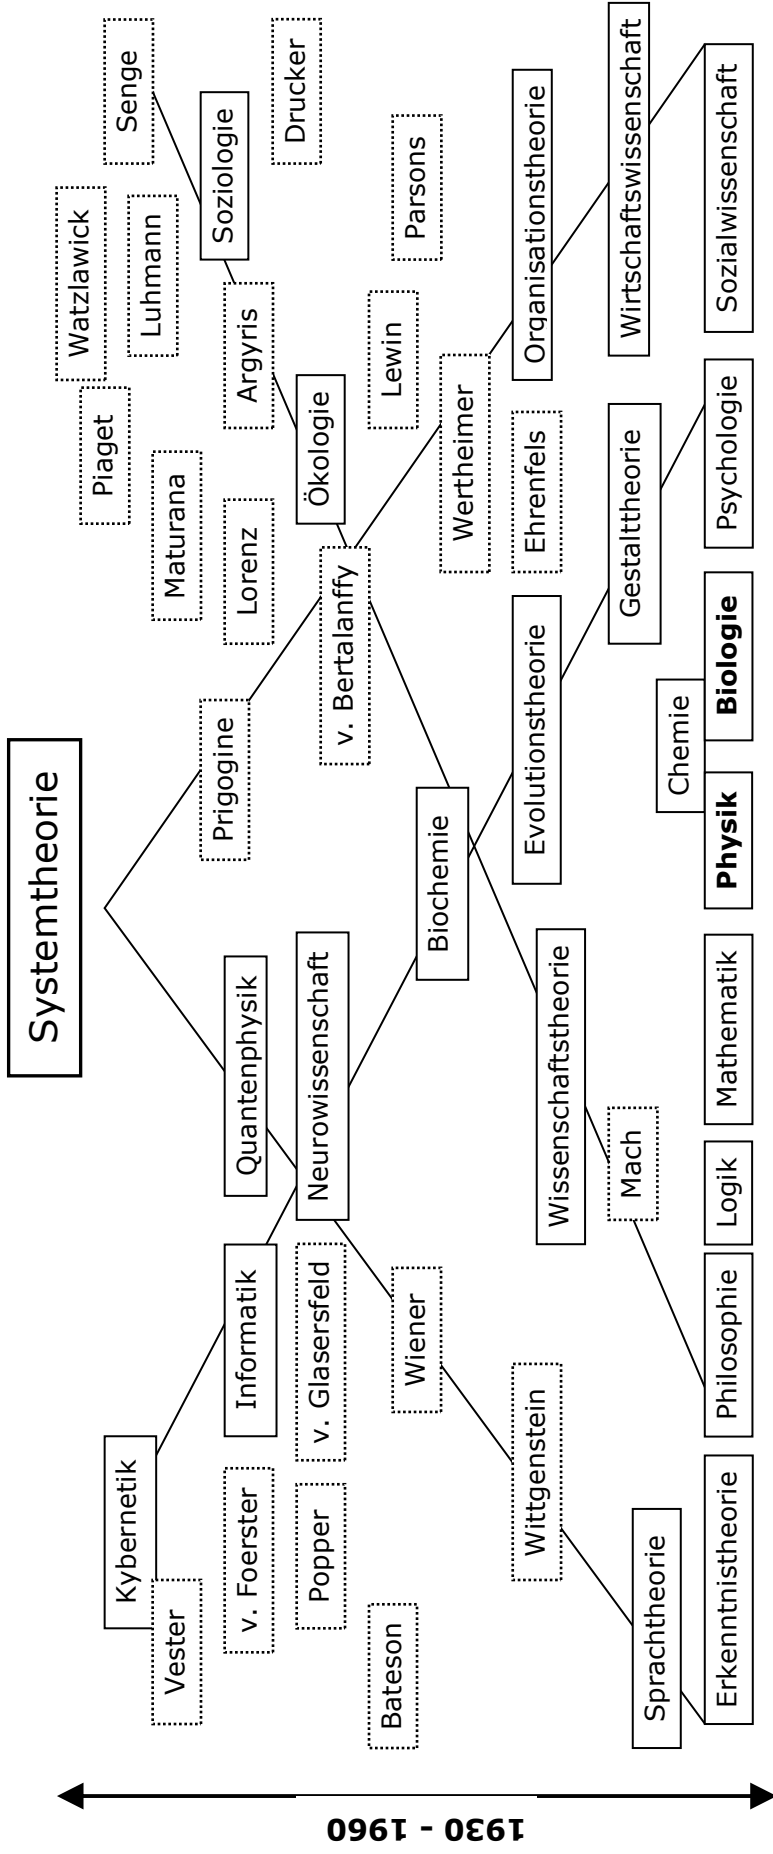 Systemtheorie
Watzlawick
Piaget
Kybernetik
Senge
Luhmann
Vester
Maturana
Prigogine
Soziologie
v. Foerster
Informatik
Quantenphysik
Lorenz
Argyris
Drucker
Popper
v. Glasersfeld
Neurowissenschaft
Ökologie
v. Bertalanffy
1930 - 1960
Bateson
Lewin
Wiener
Parsons
Biochemie
Wertheimer
Wittgenstein
Evolutionstheorie
Ehrenfels
Organisationstheorie
Wissenschaftstheorie
Mach
Gestalttheorie
Wirtschaftswissenschaft
Sprachtheorie
Chemie
Erkenntnistheorie
Philosophie
Logik
Mathematik
Physik
Biologie
Psychologie
Sozialwissenschaft